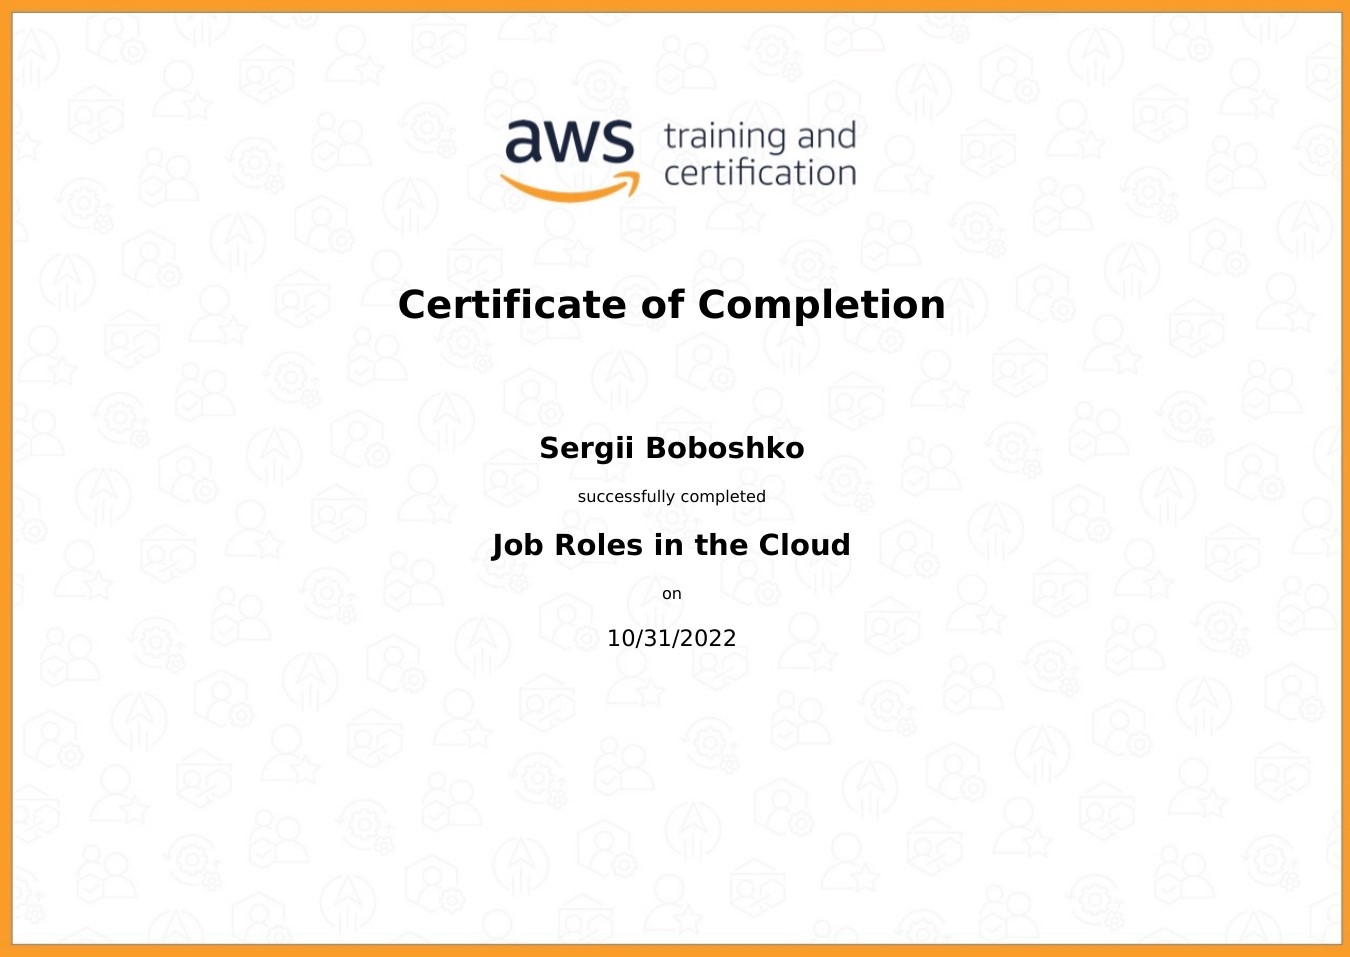 aws training and
certification
Certificate of Completion
Sergii Boboshko
successfully completed
Job Roles in the Cloud
on
10/31/2022